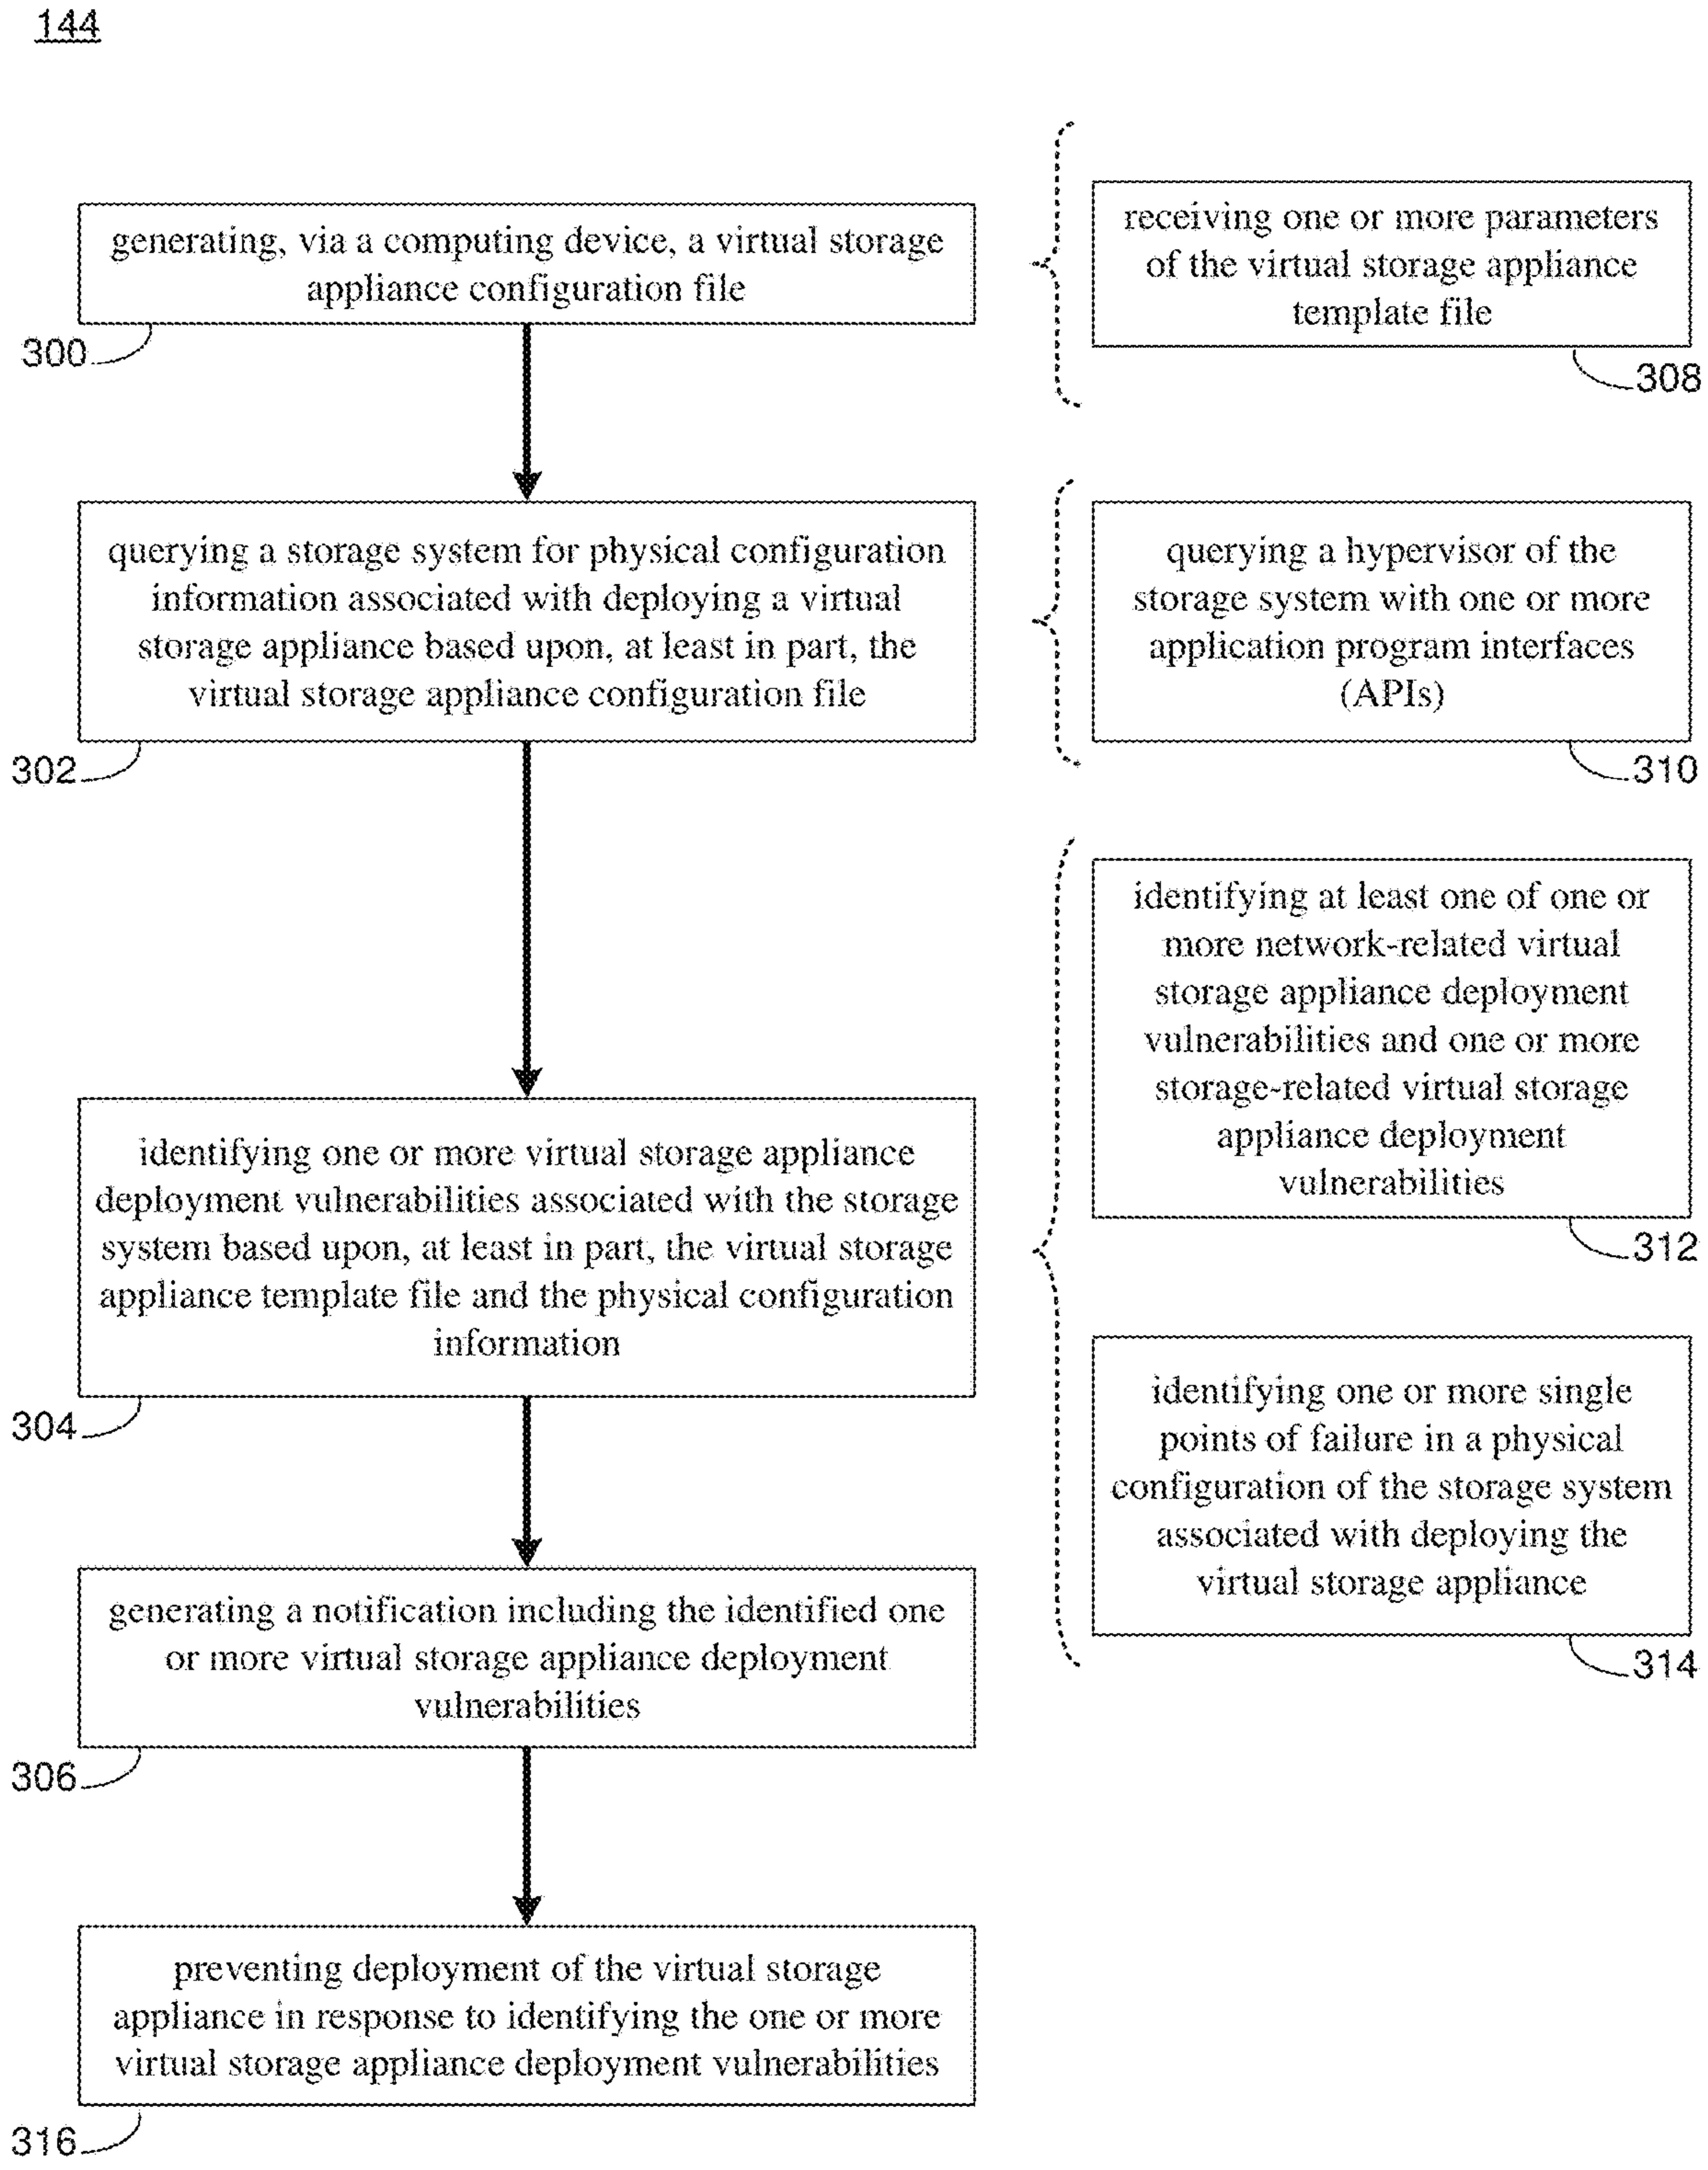 144
generating, via a computing device, a virtual storage
appliance configuration file
300
receiving one or more parameters
of the virtual storage appliance
template file
308
querying a storage system for physical configuration
information associated with deploying a virtual
storage appliance based upon, at least in part, the
virtual storage appliance configuration file
302
querying a hypervisor of the
storage system with one or more
application program interfaces
(APIs)
310
identifying at least one of one or
more network-related virtual
storage appliance deployment
vulnerabilities and one or more
storage-related virtual storage
appliance deployment
vulnerabilities
312
identifying one or more virtual storage appliance
deployment vulnerabilities associated with the storage
system based upon, at least in part, the virtual storage
appliance template file and the physical configuration
information
304
identifying one or more single
points of failure in a physical
configuration of the storage system
associated with deploying the
virtual storage appliance
314
generating a notification including the identified one
or more virtual storage appliance deployment
vulnerabilities
306
preventing deployment of the virtual storage
appliance in response to identifying the one or more
virtual storage appliance deployment vulnerabilities
316